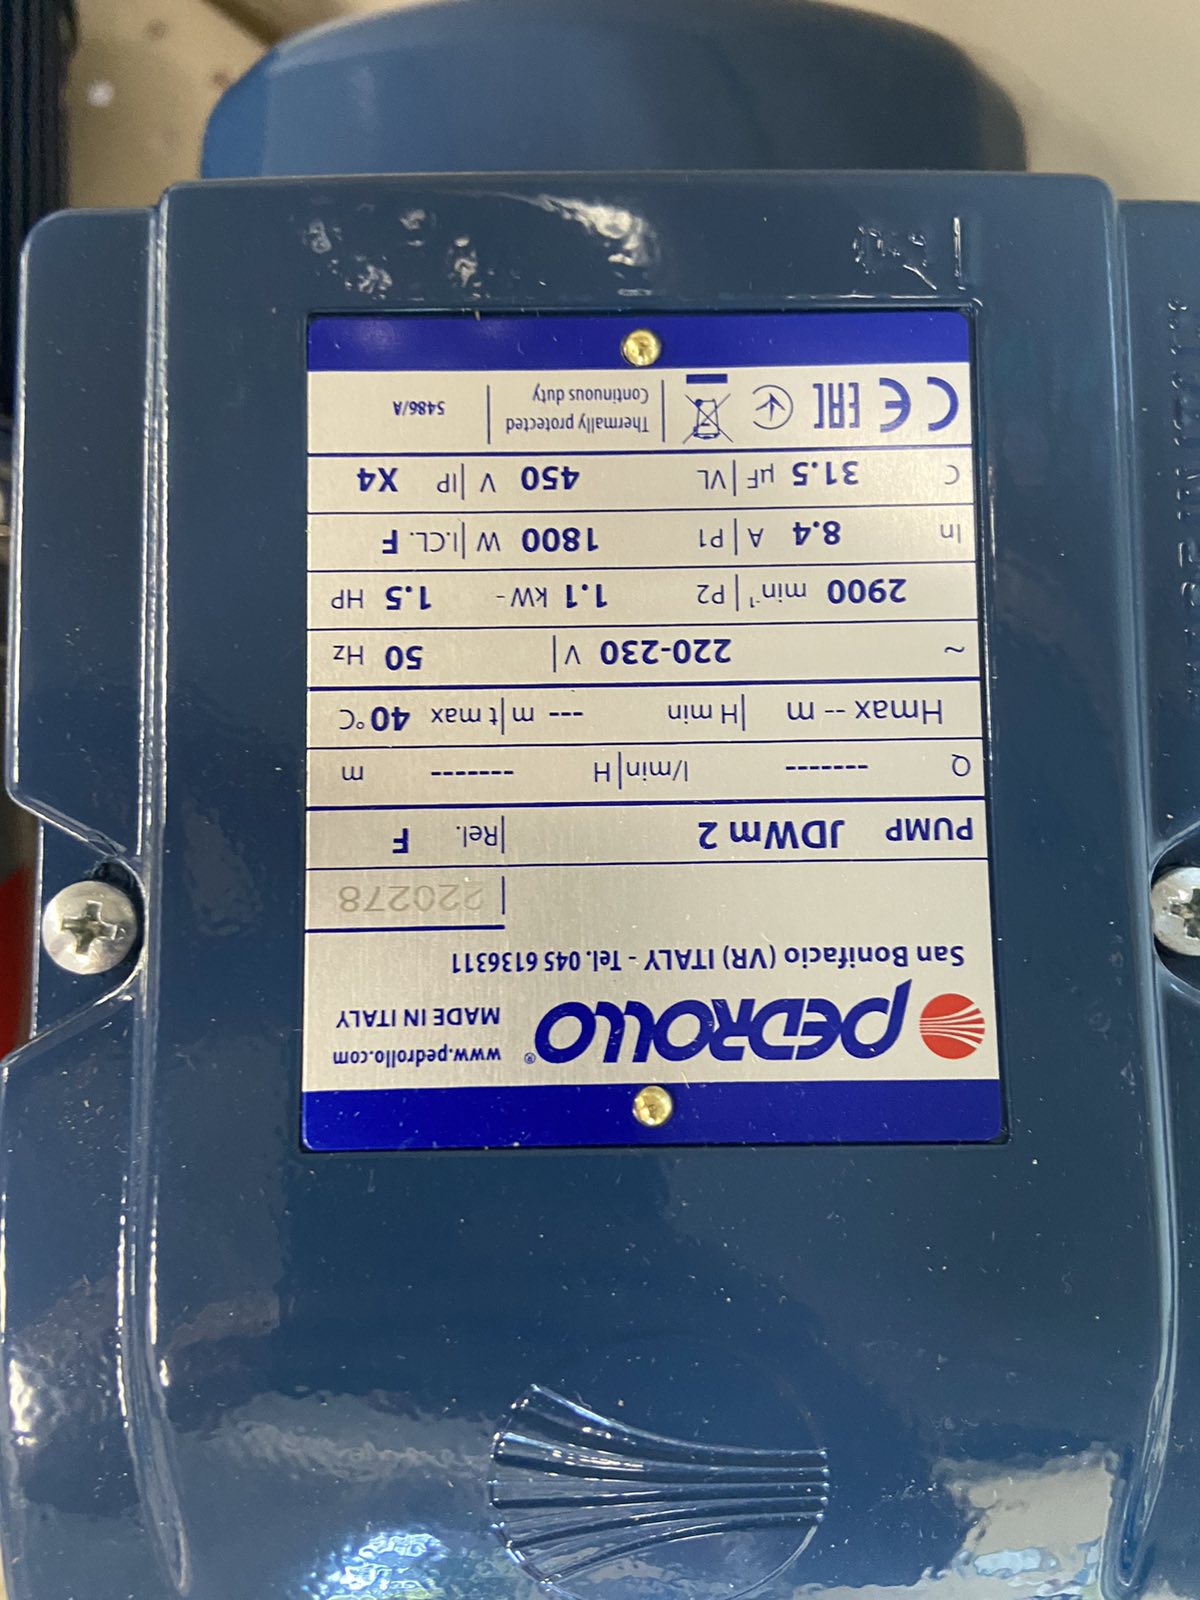 PEDROLLO®
www.pedrollo.com
MADE IN ITALY
San Bonifacio (VR) ITALY - Tel. 045 6136311
220278
PUMP JDWm 2 Rel. F
Q ------- l/min H ------- m
Hmax -- m H min --- m t max 40 °C
~ 220-230 V 50 Hz
2900 min⁻¹ P2 1.1 kW - 1.5 HP
In 8.4 A P1 1800 W I.CL. F
C 31.5 µF VL 450 V IP X4
CE EAC Thermally protected
Continuous duty
5486/A